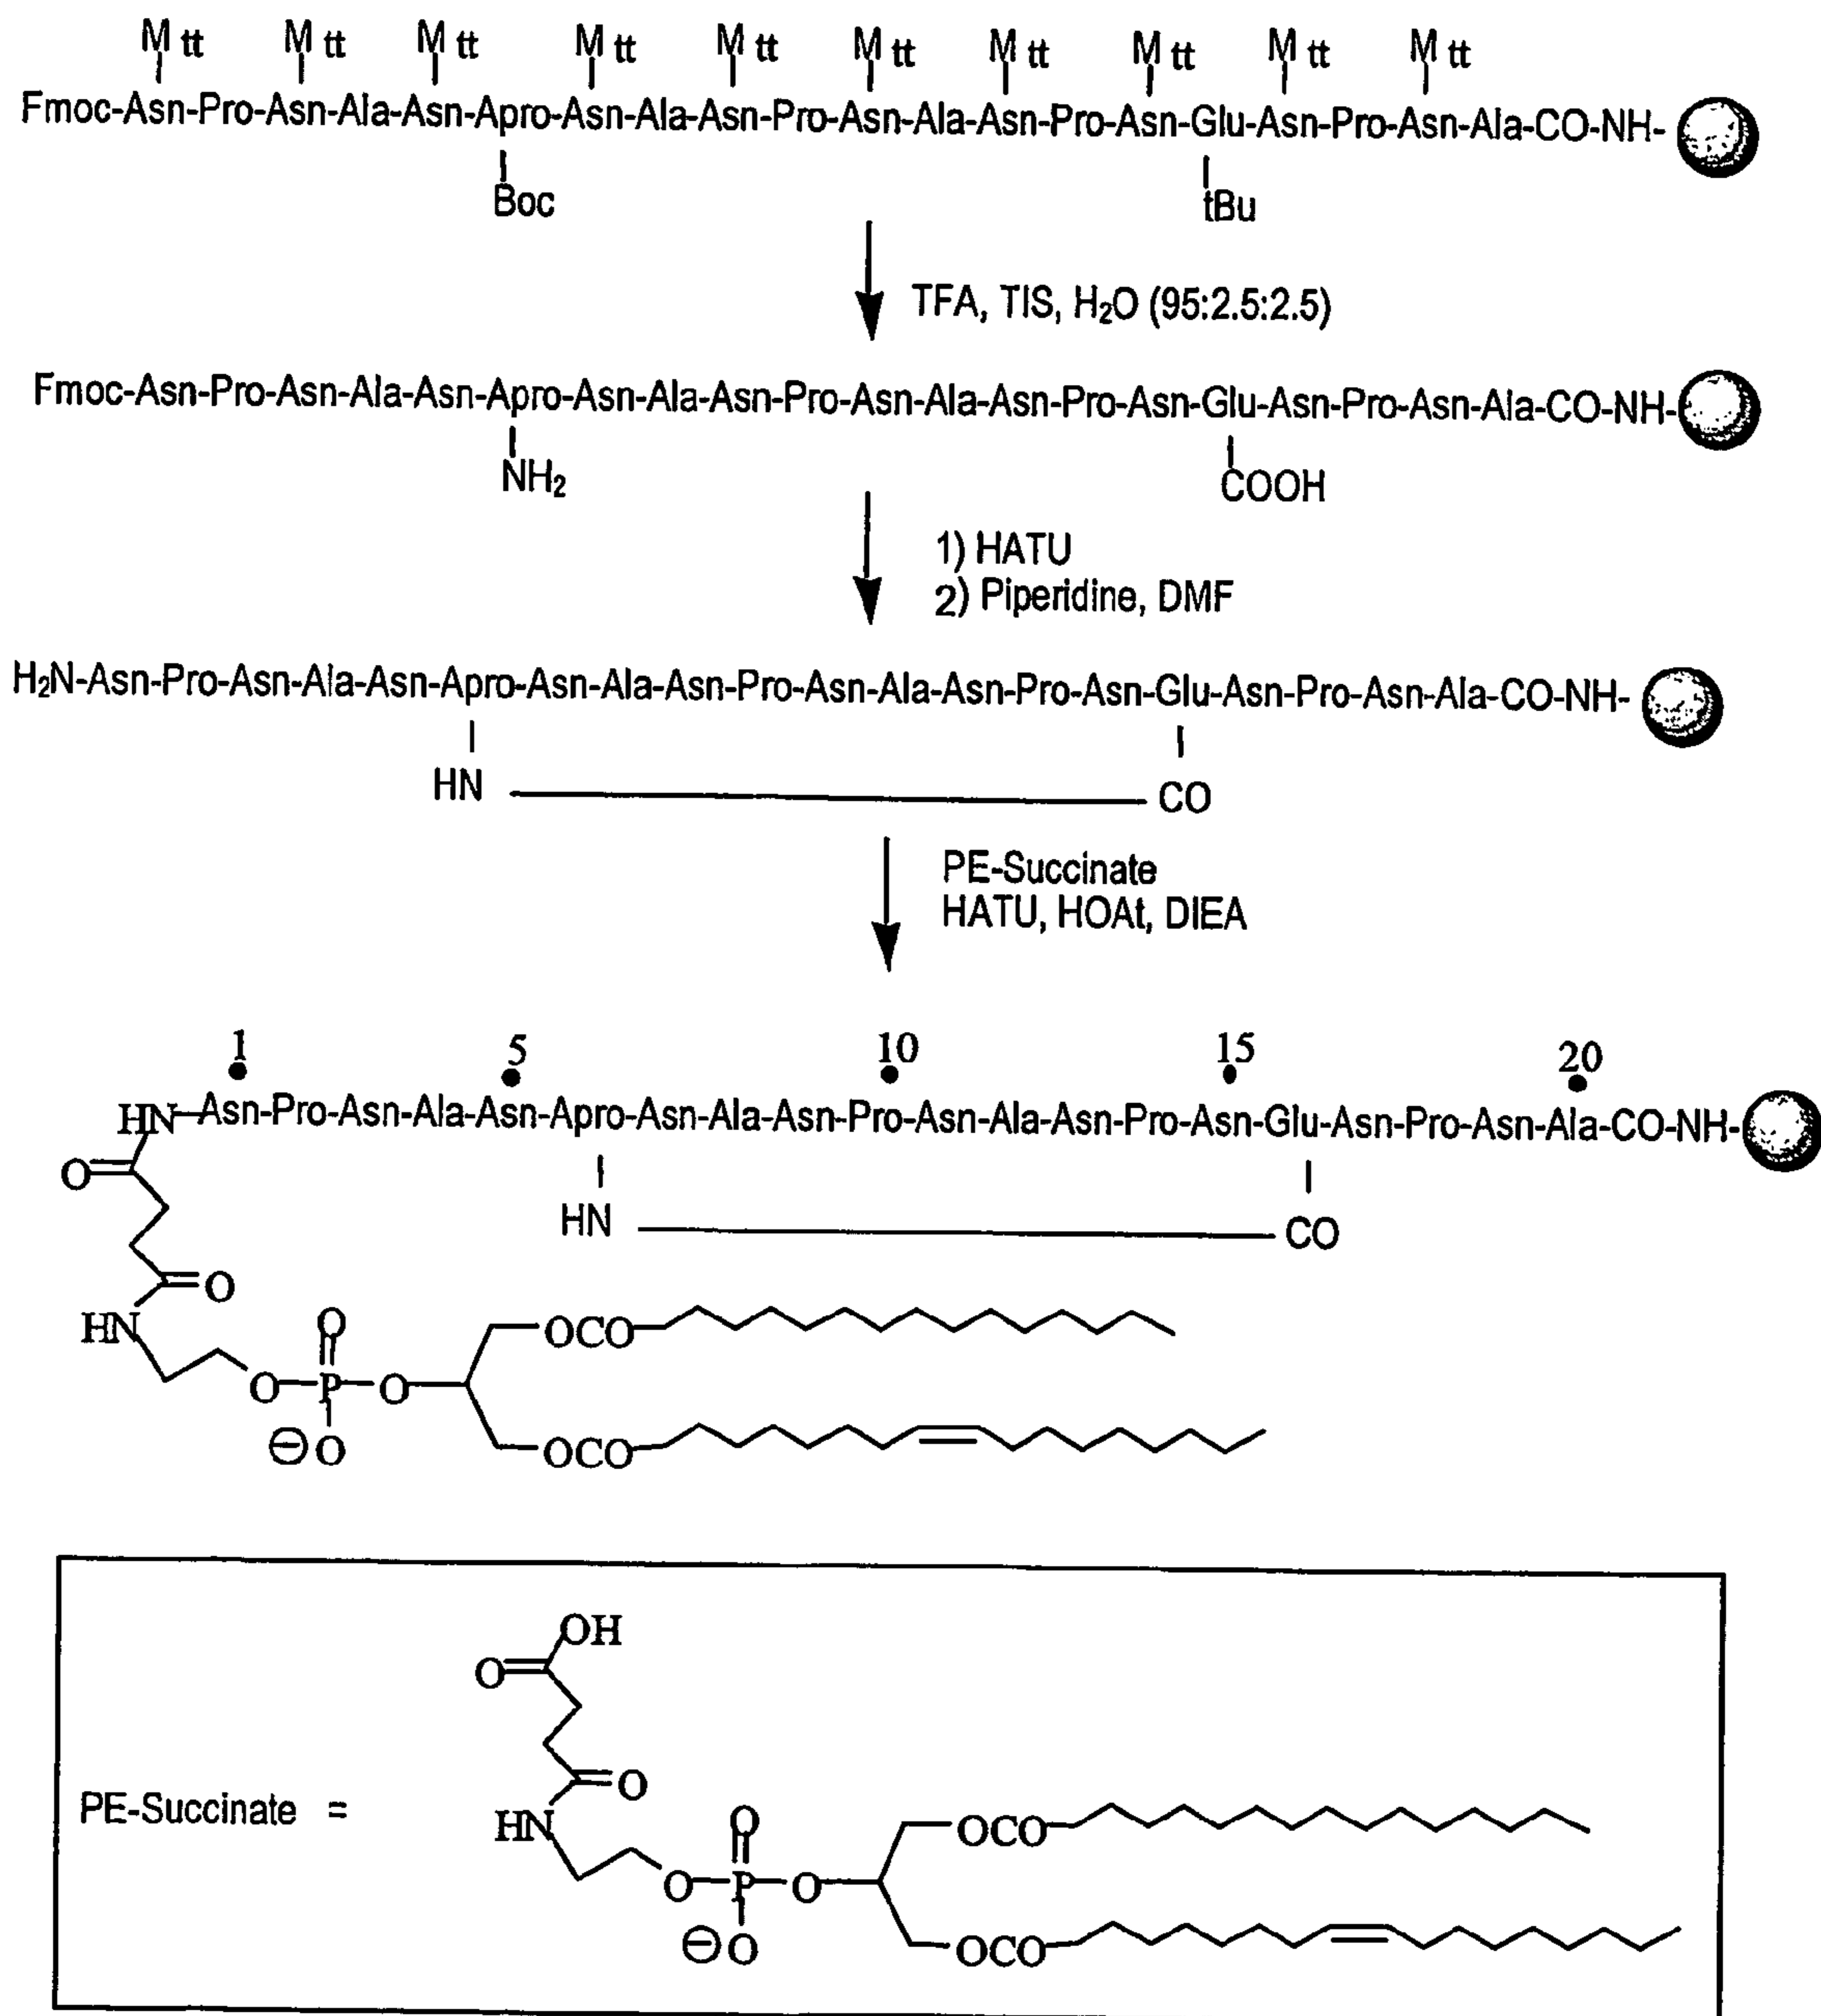 Mtt Mtt Mtt Mtt Mtt Mtt Mtt Mtt Mtt Mtt
Fmoc-Asn-Pro-Asn-Ala-Asn-Apro-Asn-Ala-Asn-Pro-Asn-Ala-Asn-Pro-Asn-Glu-Asn-Pro-Asn-Ala-CO-NH-
Boc tBu
TFA, TIS, H₂O (95:2.5:2.5)
Fmoc-Asn-Pro-Asn-Ala-Asn-Apro-Asn-Ala-Asn-Pro-Asn-Ala-Asn-Pro-Asn-Glu-Asn-Pro-Asn-Ala-CO-NH-
NH₂ COOH
1) HATU
2) Piperidine, DMF
H₂N-Asn-Pro-Asn-Ala-Asn-Apro-Asn-Ala-Asn-Pro-Asn-Ala-Asn-Pro-Asn-Glu-Asn-Pro-Asn-Ala-CO-NH-
HN CO
PE-Succinate
HATU, HOAt, DIEA
1 5 10 15 20
HN-Asn-Pro-Asn-Ala-Asn-Apro-Asn-Ala-Asn-Pro-Asn-Ala-Asn-Pro-Asn-Glu-Asn-Pro-Asn-Ala-CO-NH-
O
HN CO
O
HN O OCO
O P O
⊖O OCO
OH
O
O
PE-Succinate =
HN O OCO
O P O
⊖O OCO